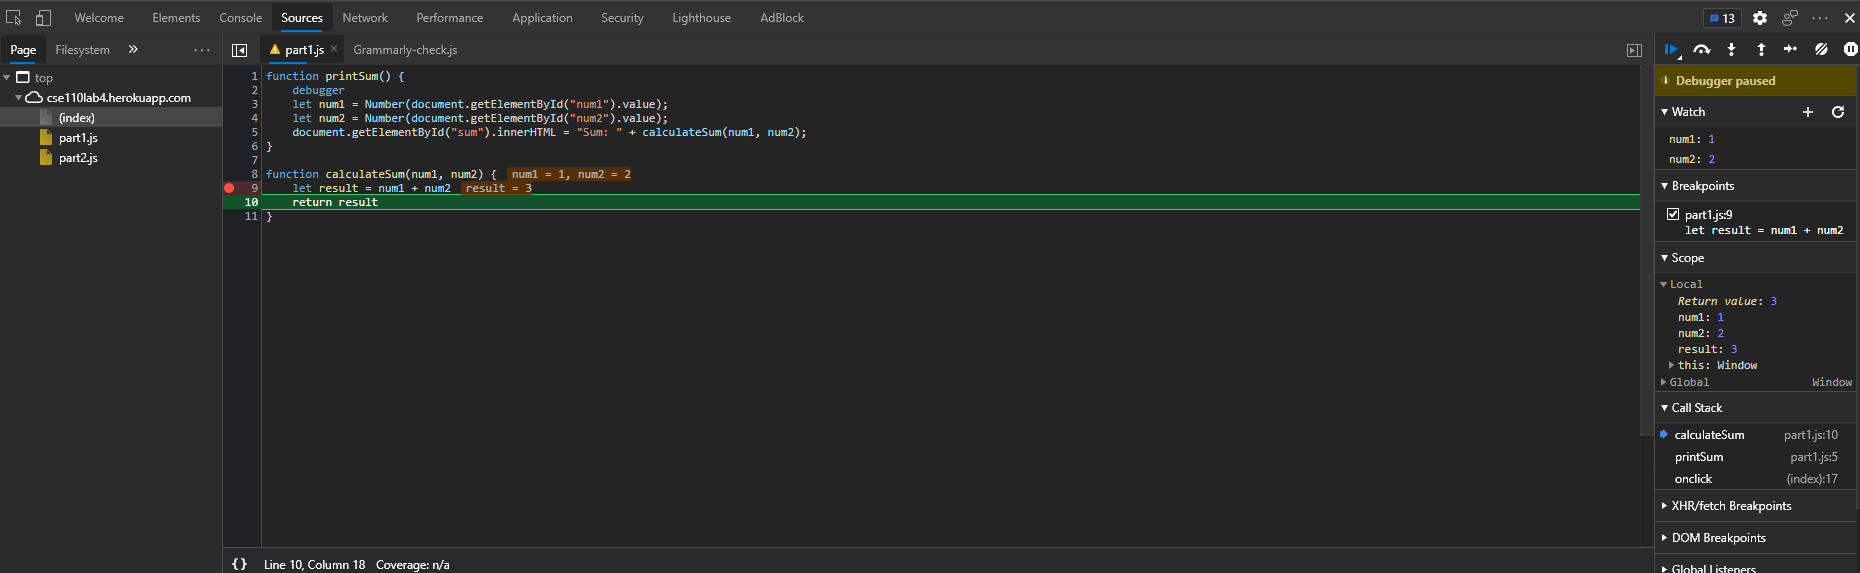 Welcome Elements Console Sources Network Performance Application Security Lighthouse AdBlock 13
Page Filesystem
part1.js Grammarly-check.js
top
cse110lab4.herokuapp.com
(index)
part1.js
part2.js
1 function printSum() {
2 debugger
3 let num1 = Number(document.getElementById("num1").value);
4 let num2 = Number(document.getElementById("num2").value);
5 document.getElementById("sum").innerHTML = "Sum: " + calculateSum(num1, num2);
6 }
7
8 function calculateSum(num1, num2) { num1 = 1, num2 = 2
9 let result = num1 + num2 result = 3
10 return result
11 }
{} Line 10, Column 18 Coverage: n/a
Debugger paused
Watch
num1: 1
num2: 2
Breakpoints
part1.js:9
let result = num1 + num2
Scope
Local
Return value: 3
num1: 1
num2: 2
result: 3
this: Window
Global Window
Call Stack
calculateSum part1.js:10
printSum part1.js:5
onclick (index):17
XHR/fetch Breakpoints
DOM Breakpoints
Global Listeners